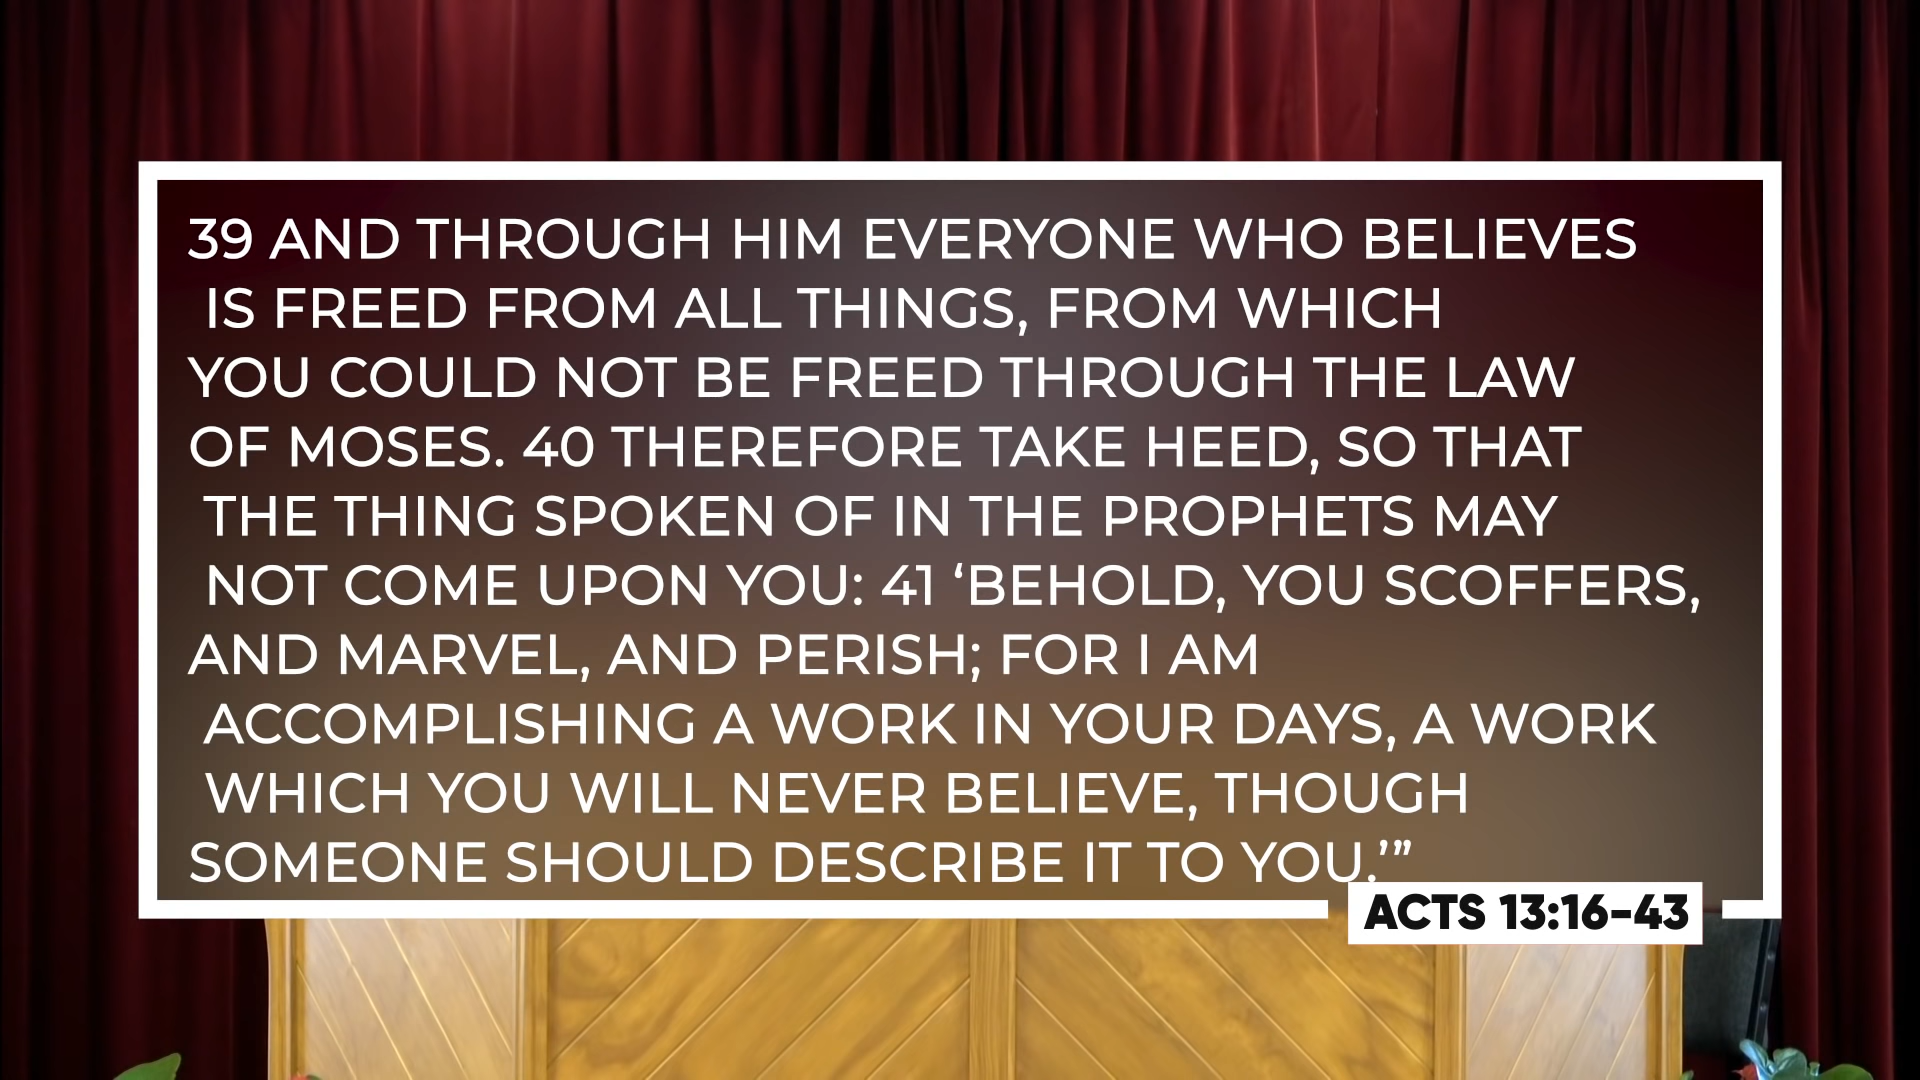 39 AND THROUGH HIM EVERYONE WHO BELIEVES
IS FREED FROM ALL THINGS, FROM WHICH
YOU COULD NOT BE FREED THROUGH THE LAW
OF MOSES. 40 THEREFORE TAKE HEED, SO THAT
THE THING SPOKEN OF IN THE PROPHETS MAY
NOT COME UPON YOU: 41 ‘BEHOLD, YOU SCOFFERS,
AND MARVEL, AND PERISH; FOR I AM
ACCOMPLISHING A WORK IN YOUR DAYS, A WORK
WHICH YOU WILL NEVER BELIEVE, THOUGH
SOMEONE SHOULD DESCRIBE IT TO YOU.’”
ACTS 13:16-43